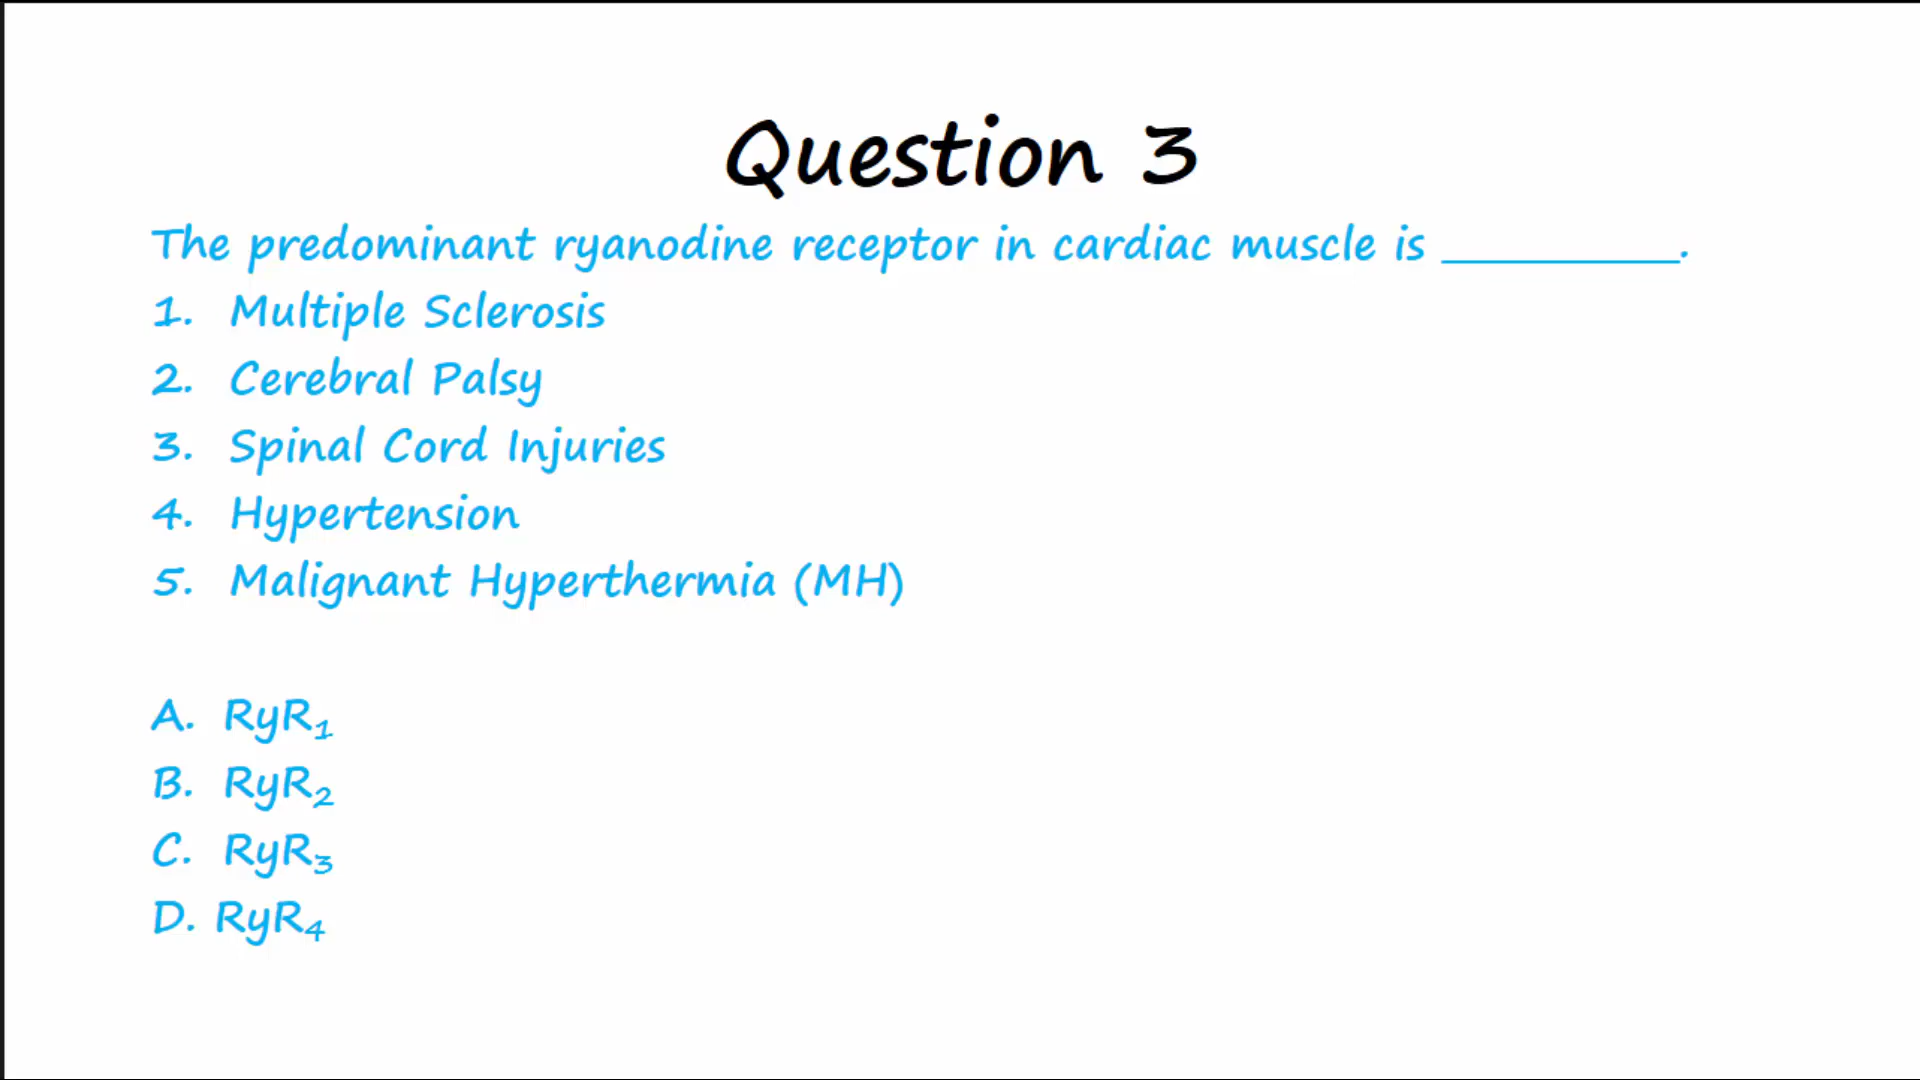 Question 3
The predominant ryanodine receptor in cardiac muscle is __________.
1. Multiple Sclerosis
2. Cerebral Palsy
3. Spinal Cord Injuries
4. Hypertension
5. Malignant Hyperthermia (MH)
A. RyR₁
B. RyR₂
C. RyR₃
D. RyR₄